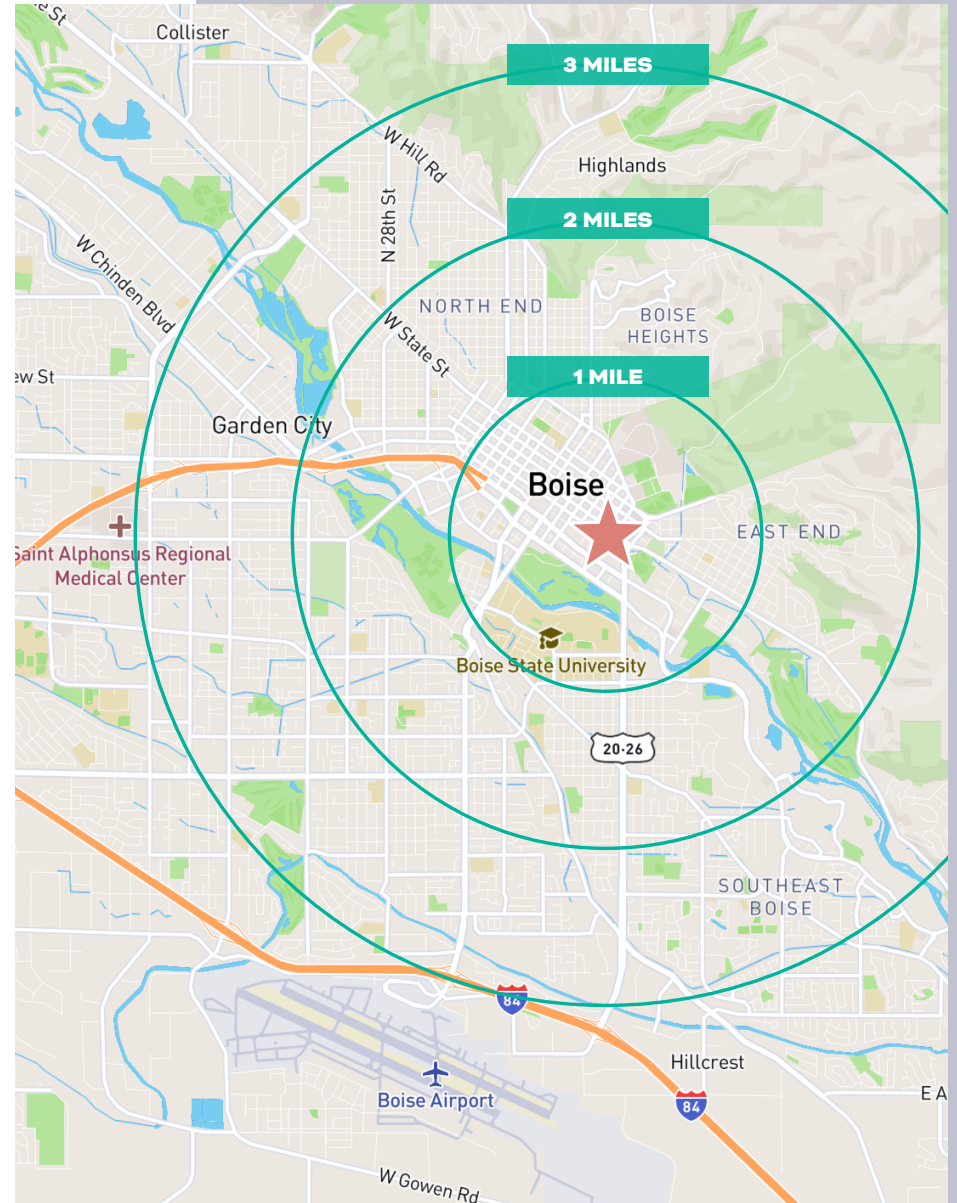 e St
Collister
3 MILES
W Hill Rd
Highlands
N 28th St
2 MILES
W Chinden Blvd
NORTH END
BOISE
HEIGHTS
W State St
ew St
1 MILE
Garden City
Boise
EAST END
Saint Alphonsus Regional
Medical Center
Boise State University
20-26
SOUTHEAST
BOISE
84
Hillcrest
Boise Airport
84
E A
W Gowen Rd